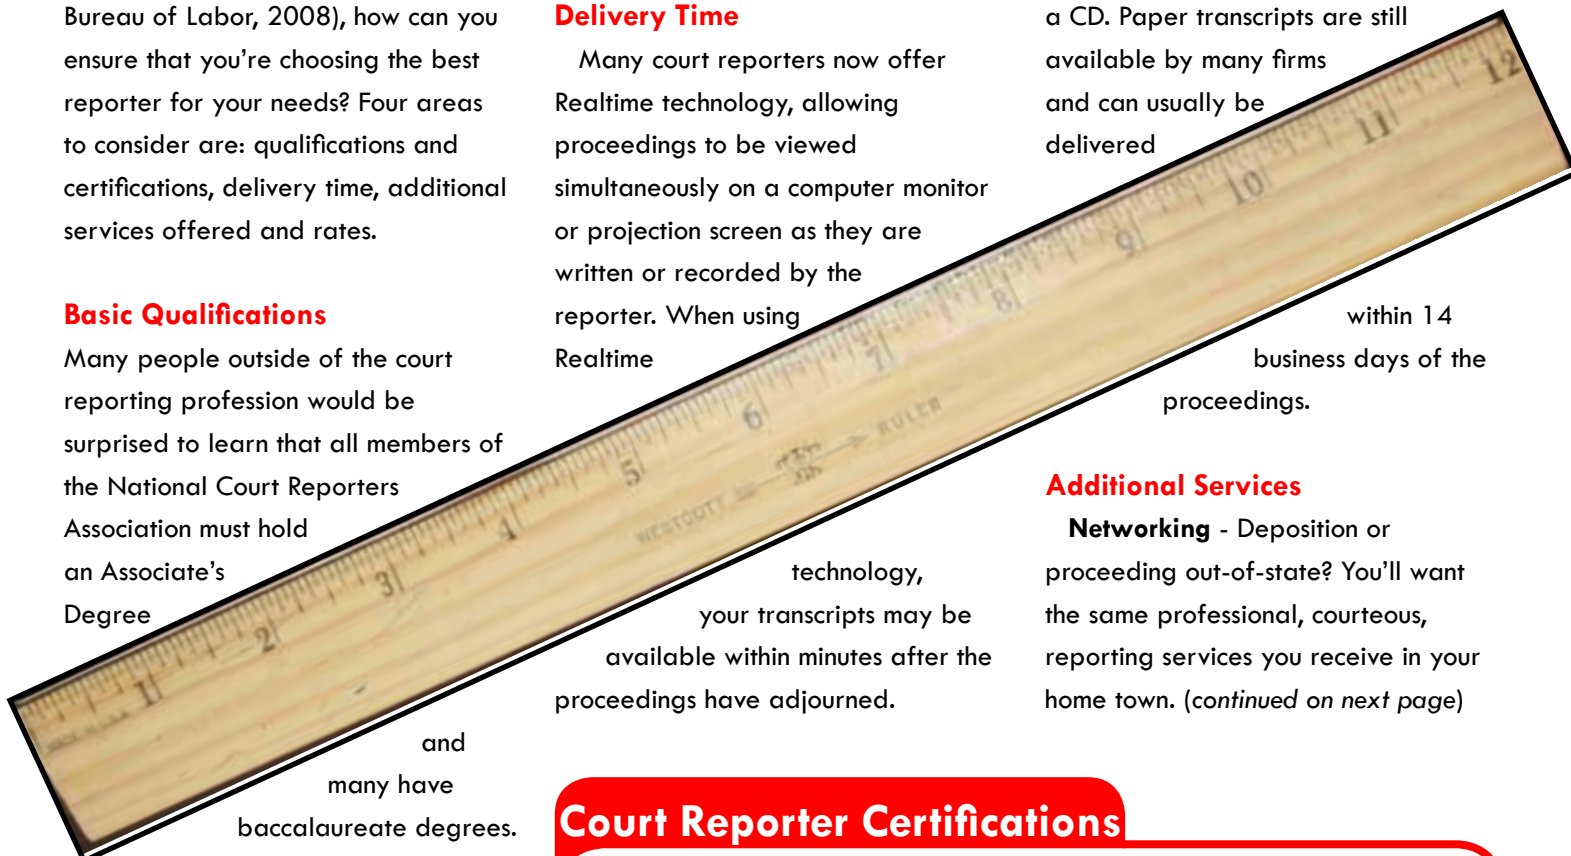 Bureau of Labor, 2008), how can you
ensure that you’re choosing the best
reporter for your needs? Four areas
to consider are: qualifications and
certifications, delivery time, additional
services offered and rates.
Basic Qualifications
Many people outside of the court
reporting profession would be
surprised to learn that all members of
the National Court Reporters
Association must hold
an Associate’s
Degree
and
many have
baccalaureate degrees.
Delivery Time
Many court reporters now offer
Realtime technology, allowing
proceedings to be viewed
simultaneously on a computer monitor
or projection screen as they are
written or recorded by the
reporter. When using
Realtime
technology,
your transcripts may be
available within minutes after the
proceedings have adjourned.
a CD. Paper transcripts are still
available by many firms
and can usually be
delivered
within 14
business days of the
proceedings.
Additional Services
Networking - Deposition or
proceeding out-of-state? You’ll want
the same professional, courteous,
reporting services you receive in your
home town. (continued on next page)
1 2 3 4 5 6 7 8 9 10 11 12
WESTCOTT RULER
Court Reporter Certifications